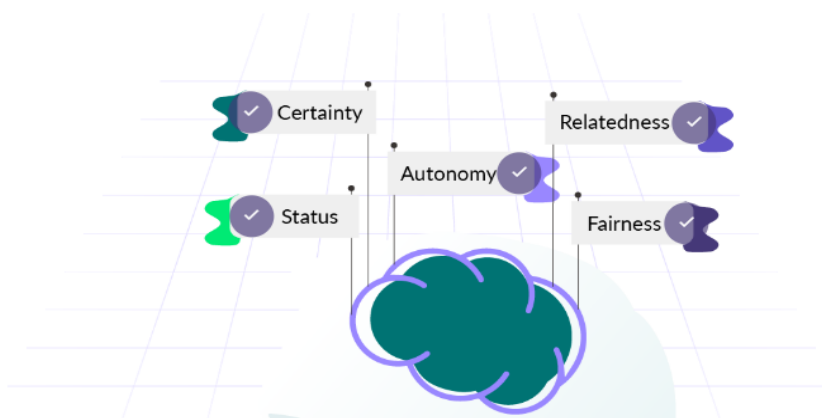 Certainty
Relatedness
Autonomy
Status
Fairness